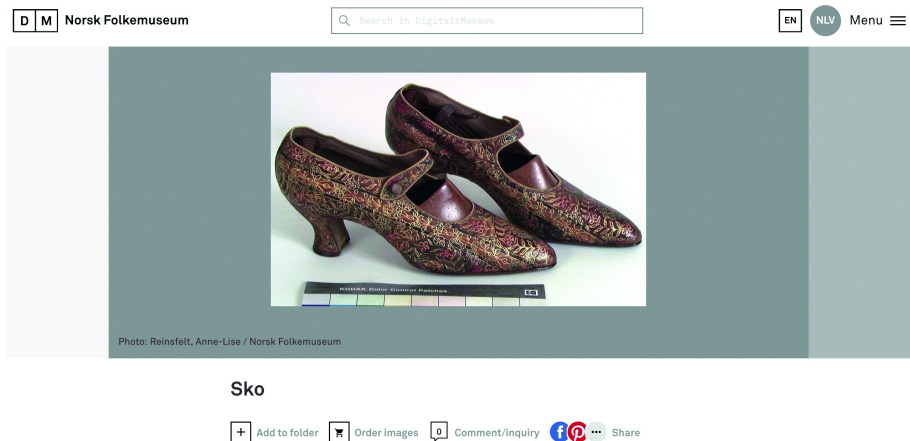 D M Norsk Folkemuseum
Search in DigitaltMuseum
EN
NLV
Menu
KODAK Color Control Patches
Photo: Reinsfelt, Anne-Lise / Norsk Folkemuseum
Sko
+ Add to folder
Order images
0 Comment/inquiry
Share